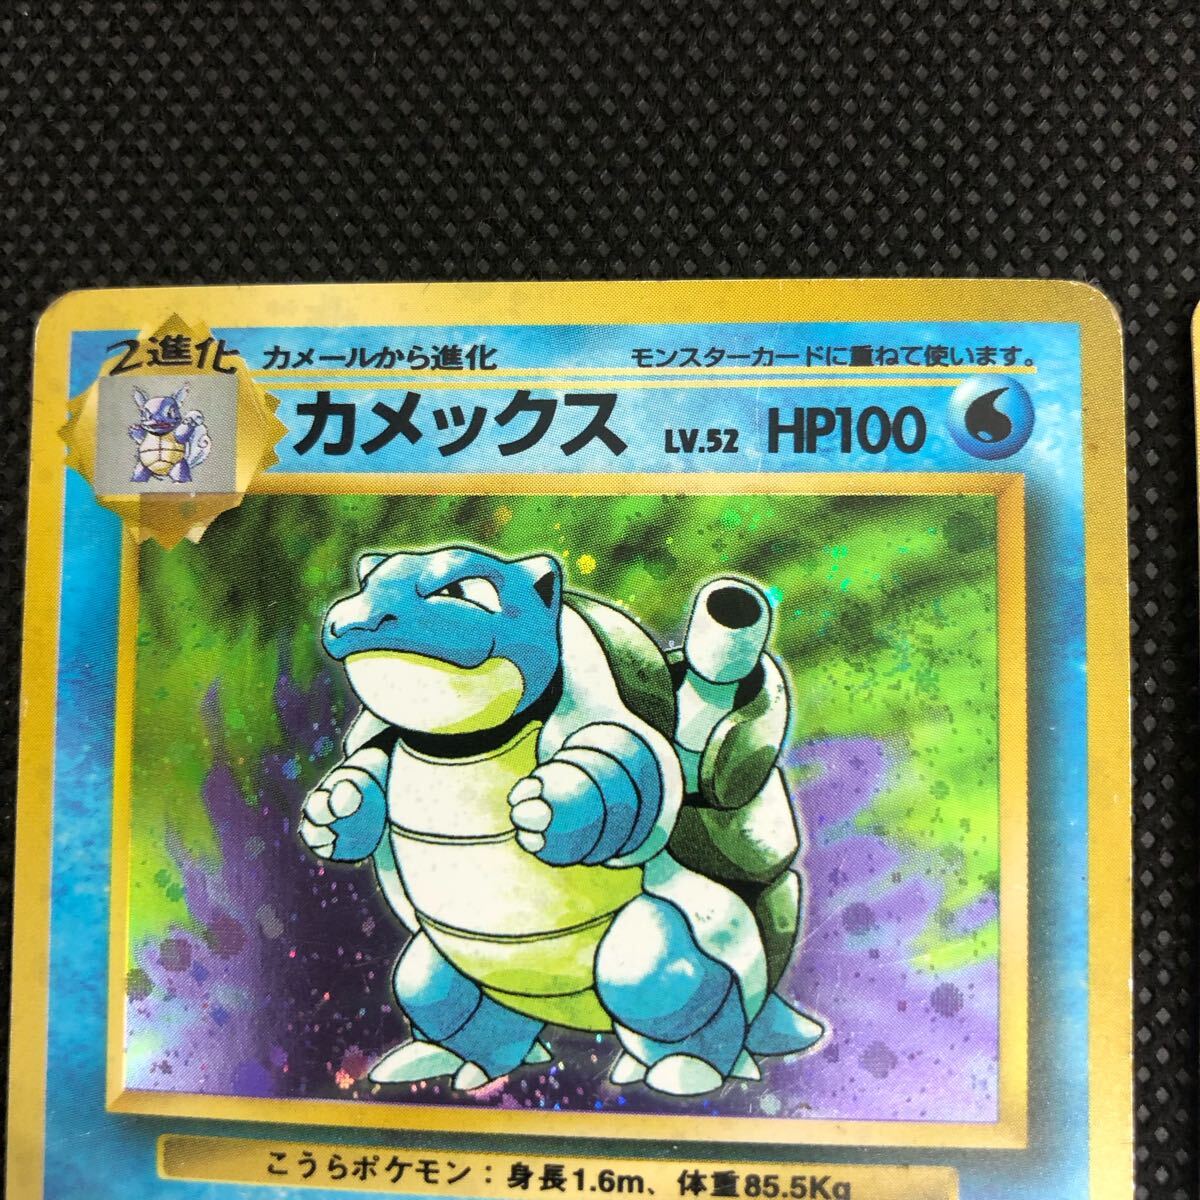 2進化
カメールから進化 モンスターカードに重ねて使います。
カメックス LV.52 HP100
こうらポケモン：身長1.6m、体重85.5Kg